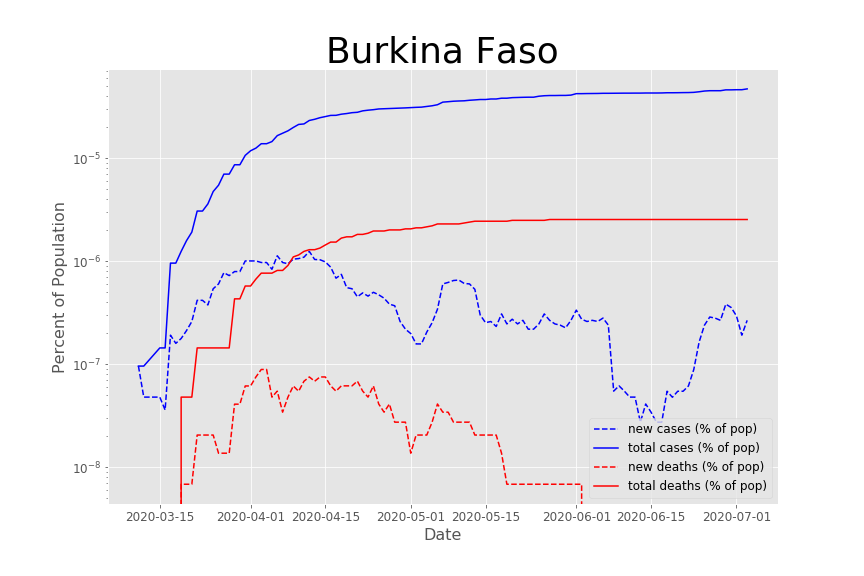 Burkina Faso
Percent of Population
10⁻⁵
10⁻⁶
10⁻⁷
10⁻⁸
new cases (% of pop)
total cases (% of pop)
new deaths (% of pop)
total deaths (% of pop)
2020-03-15 2020-04-01 2020-04-15 2020-05-01 2020-05-15 2020-06-01 2020-06-15 2020-07-01
Date